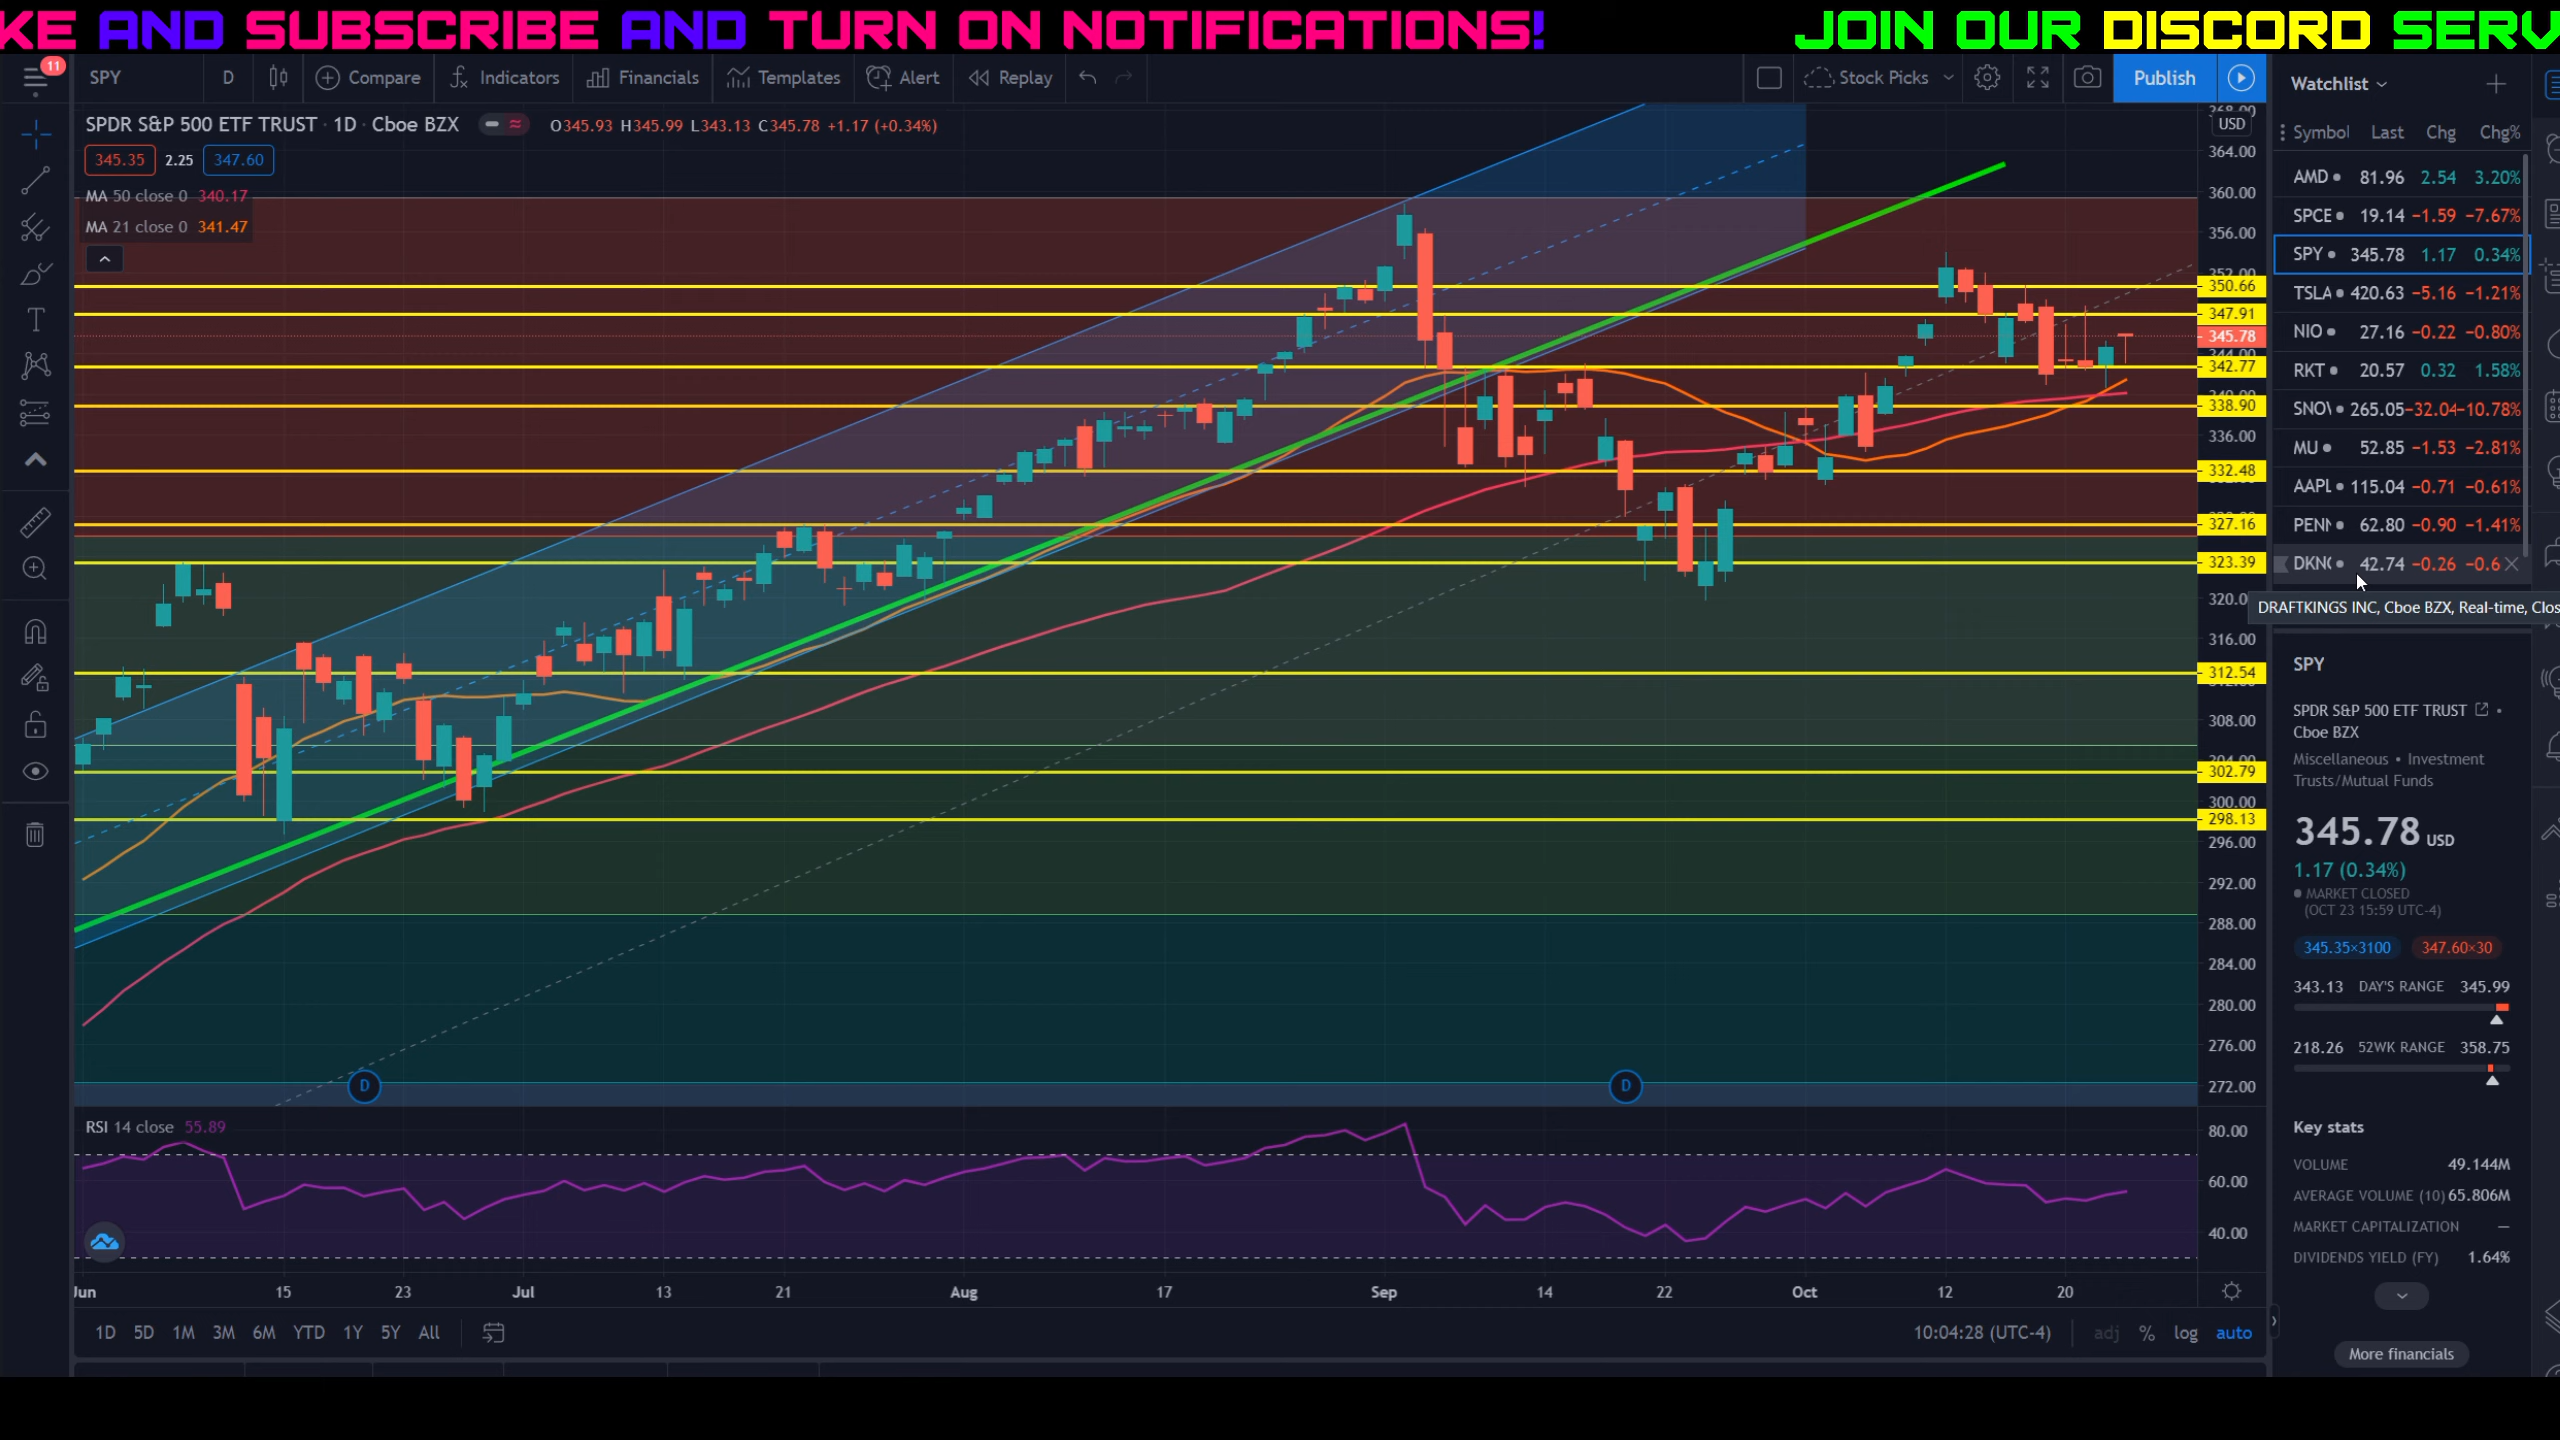 KE AND SUBSCRIBE AND TURN ON NOTIFICATIONS! JOIN OUR DISCORD SERV
11 SPY D Compare Indicators Financials Templates Alert Replay Stock Picks Publish
SPDR S&P 500 ETF TRUST · 1D · Cboe BZX O345.93 H345.99 L343.13 C345.78 +1.17 (+0.34%)
345.35 2.25 347.60
MA 50 close 0 340.17
MA 21 close 0 341.47
USD
364.00
360.00
356.00
352.00
350.66
347.91
345.78
344.00
342.77
338.90
336.00
332.48
327.16
323.39
320.0
316.00
312.54
308.00
304.00
302.79
300.00
298.13
296.00
292.00
288.00
284.00
280.00
276.00
272.00
D D
RSI 14 close 55.89
80.00
60.00
40.00
Jun 15 23 Jul 13 21 Aug 17 Sep 14 22 Oct 12 20
1D 5D 1M 3M 6M YTD 1Y 5Y All 10:04:28 (UTC-4) adj % log auto
Watchlist
Symbol Last Chg Chg%
AMD 81.96 2.54 3.20%
SPCE 19.14 −1.59 −7.67%
SPY 345.78 1.17 0.34%
TSLA 420.63 −5.16 −1.21%
NIO 27.16 −0.22 −0.80%
RKT 20.57 0.32 1.58%
SNOW 265.05 −32.04 −10.78%
MU 52.85 −1.53 −2.81%
AAPL 115.04 −0.71 −0.61%
PENN 62.80 −0.90 −1.41%
DKNG 42.74 −0.26 −0.6
DRAFTKINGS INC, Cboe BZX, Real-time, Clos
SPY
SPDR S&P 500 ETF TRUST •
Cboe BZX
Miscellaneous • Investment
Trusts/Mutual Funds
345.78 USD
1.17 (0.34%)
MARKET CLOSED
(OCT 23 15:59 UTC-4)
345.35×3100 347.60×30
343.13 DAY'S RANGE 345.99
218.26 52WK RANGE 358.75
Key stats
VOLUME 49.144M
AVERAGE VOLUME (10) 65.806M
MARKET CAPITALIZATION —
DIVIDENDS YIELD (FY) 1.64%
More financials